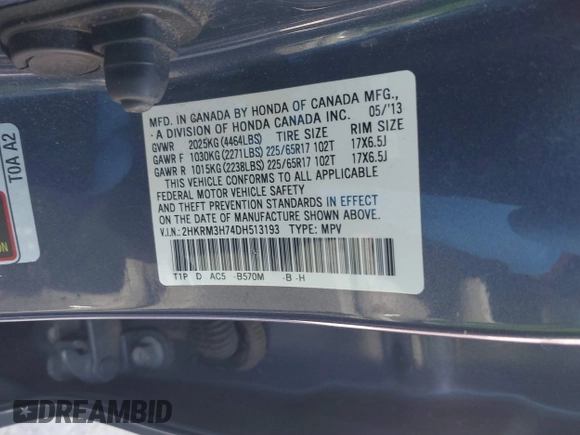 MFD. IN CANADA BY HONDA OF CANADA MFG.,
A DIVISION OF HONDA CANADA INC. 05/'13
GVWR 2025KG(4464LBS) TIRE SIZE RIM SIZE
GAWR F 1030KG(2271LBS) 225/65R17 102T 17X6.5J
GAWR R 1015KG(2238LBS) 225/65R17 102T 17X6.5J
THIS VEHICLE CONFORMS TO ALL APPLICABLE
FEDERAL MOTOR VEHICLE SAFETY
AND THEFT PREVENTION STANDARDS IN EFFECT
ON THE DATE OF MANUFACTURE SHOWN ABOVE.
V.I.N.: 2HKRM3H74DH513193 TYPE: MPV
T1P D AC5 -B570M -B -H
TOA A2
DREAMBID